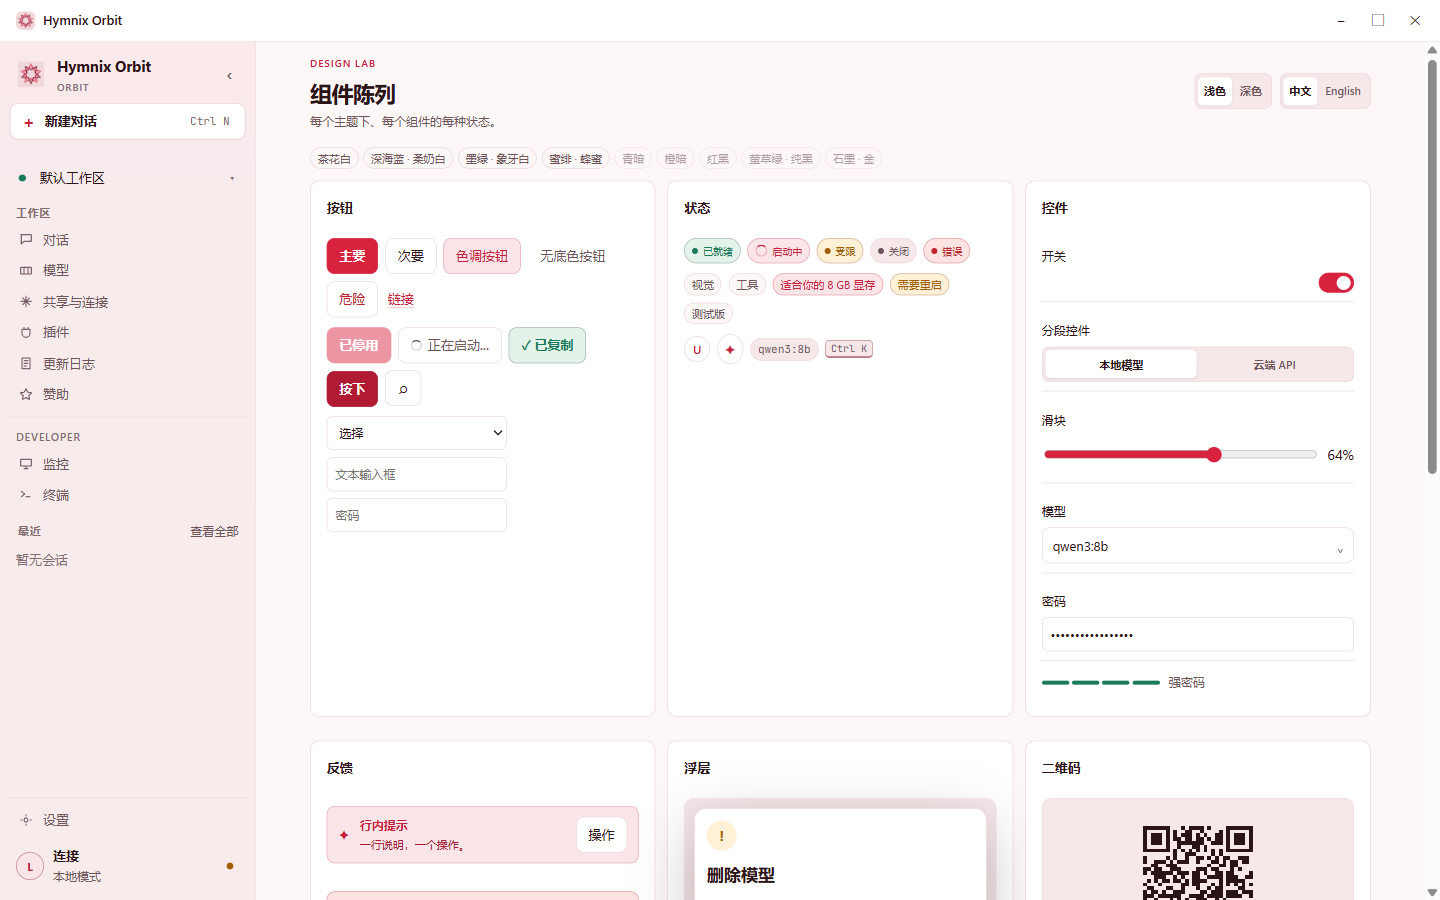 Hymnix Orbit
Hymnix Orbit
ORBIT
新建对话 Ctrl N
默认工作区
工作区
对话
模型
共享与连接
插件
更新日志
赞助
DEVELOPER
监控
终端
最近 查看全部
暂无会话
设置
L 连接
本地模式
DESIGN LAB
组件陈列
每个主题下、每个组件的每种状态。
浅色 深色 中文 English
茶花白 深海蓝 · 柔奶白 墨绿 · 象牙白 蜜绯 · 蜂蜜 青暗 橙暗 红黑 萤草绿 · 纯黑 石墨 · 金
按钮
主要 次要 色调按钮 无底色按钮
危险 链接
已停用 正在启动... ✓ 已复制
按下
选择
文本输入框
密码
状态
已就绪 启动中 受限 关闭 错误
视觉 工具 适合你的 8 GB 显存 需要重启
测试版
U qwen3:8b Ctrl K
控件
开关
分段控件
本地模型 云端 API
滑块
64%
模型
qwen3:8b
密码
•••••••••••••••••
强密码
反馈
行内提示
一行说明，一个操作。
操作
浮层
!
删除模型
二维码